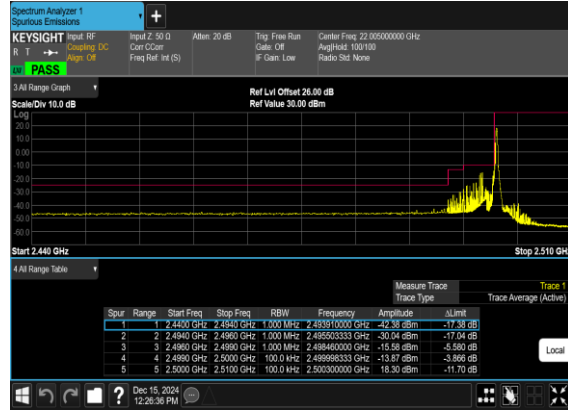 Spectrum Analyzer 1
Spurious Emissions
KEYSIGHT Input: RF Input Z: 50 Ω Atten: 20 dB Trig: Free Run Center Freq: 22.005000000 GHz
R T Coupling: DC Corr CCorr Gate: Off Avg|Hold: 100/100
Align: Off Freq Ref: Int (S) IF Gain: Low Radio Std: None
LW PASS
3 All Range Graph Ref Lvl Offset 26.00 dB
Scale/Div 10.0 dB Ref Value 30.00 dBm
Log
20.0
10.0
0.00
-10.0
-20.0
-30.0
-40.0
-50.0
-60.0
Start 2.440 GHz Stop 2.510 GHz
4 All Range Table
Measure Trace Trace 1
Trace Type Trace Average (Active)
Spur Range Start Freq Stop Freq RBW Frequency Amplitude ΔLimit
1 1 2.4400 GHz 2.4940 GHz 1.000 MHz 2.493910000 GHz -42.38 dBm -17.38 dB
2 2 2.4940 GHz 2.4960 GHz 1.000 MHz 2.495503333 GHz -30.04 dBm -17.04 dB
3 3 2.4960 GHz 2.4990 GHz 1.000 MHz 2.498460000 GHz -15.58 dBm -5.580 dB
4 4 2.4990 GHz 2.5000 GHz 100.0 kHz 2.499998333 GHz -13.87 dBm -3.866 dB
5 5 2.5000 GHz 2.5100 GHz 100.0 kHz 2.500300000 GHz 18.30 dBm -11.70 dB
Local
? Dec 15, 2024
12:26:36 PM